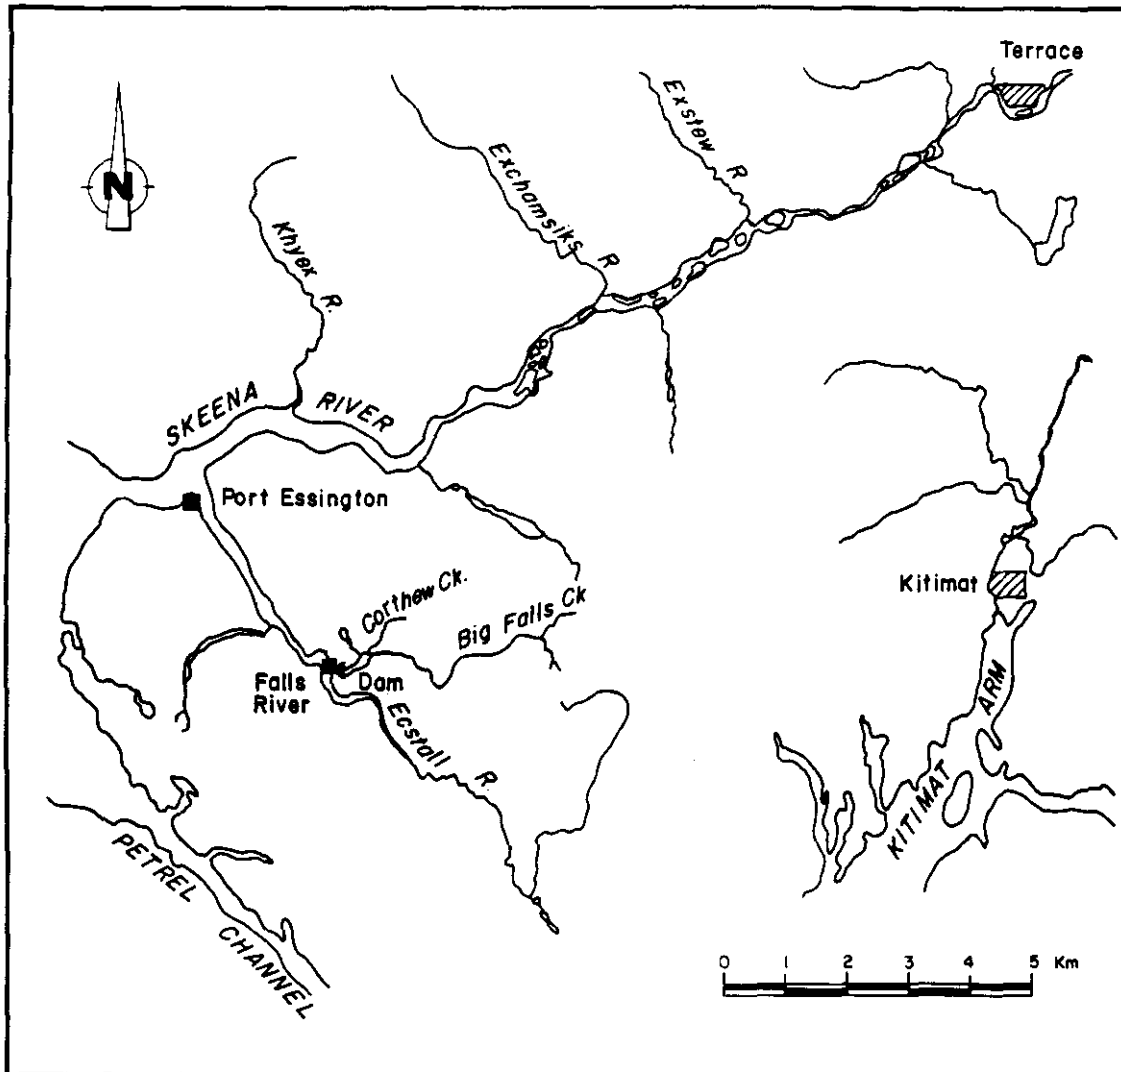 Terrace
N
Khyex R.
Exchamsiks R
Exstew R
SKEENA RIVER
Port Essington
Corthew Ck.
Big Falls Ck
Kitimat
Falls
River
Dam
Ecstall R.
KITIMAT ARM
PETREL CHANNEL
0 1 2 3 4 5 Km